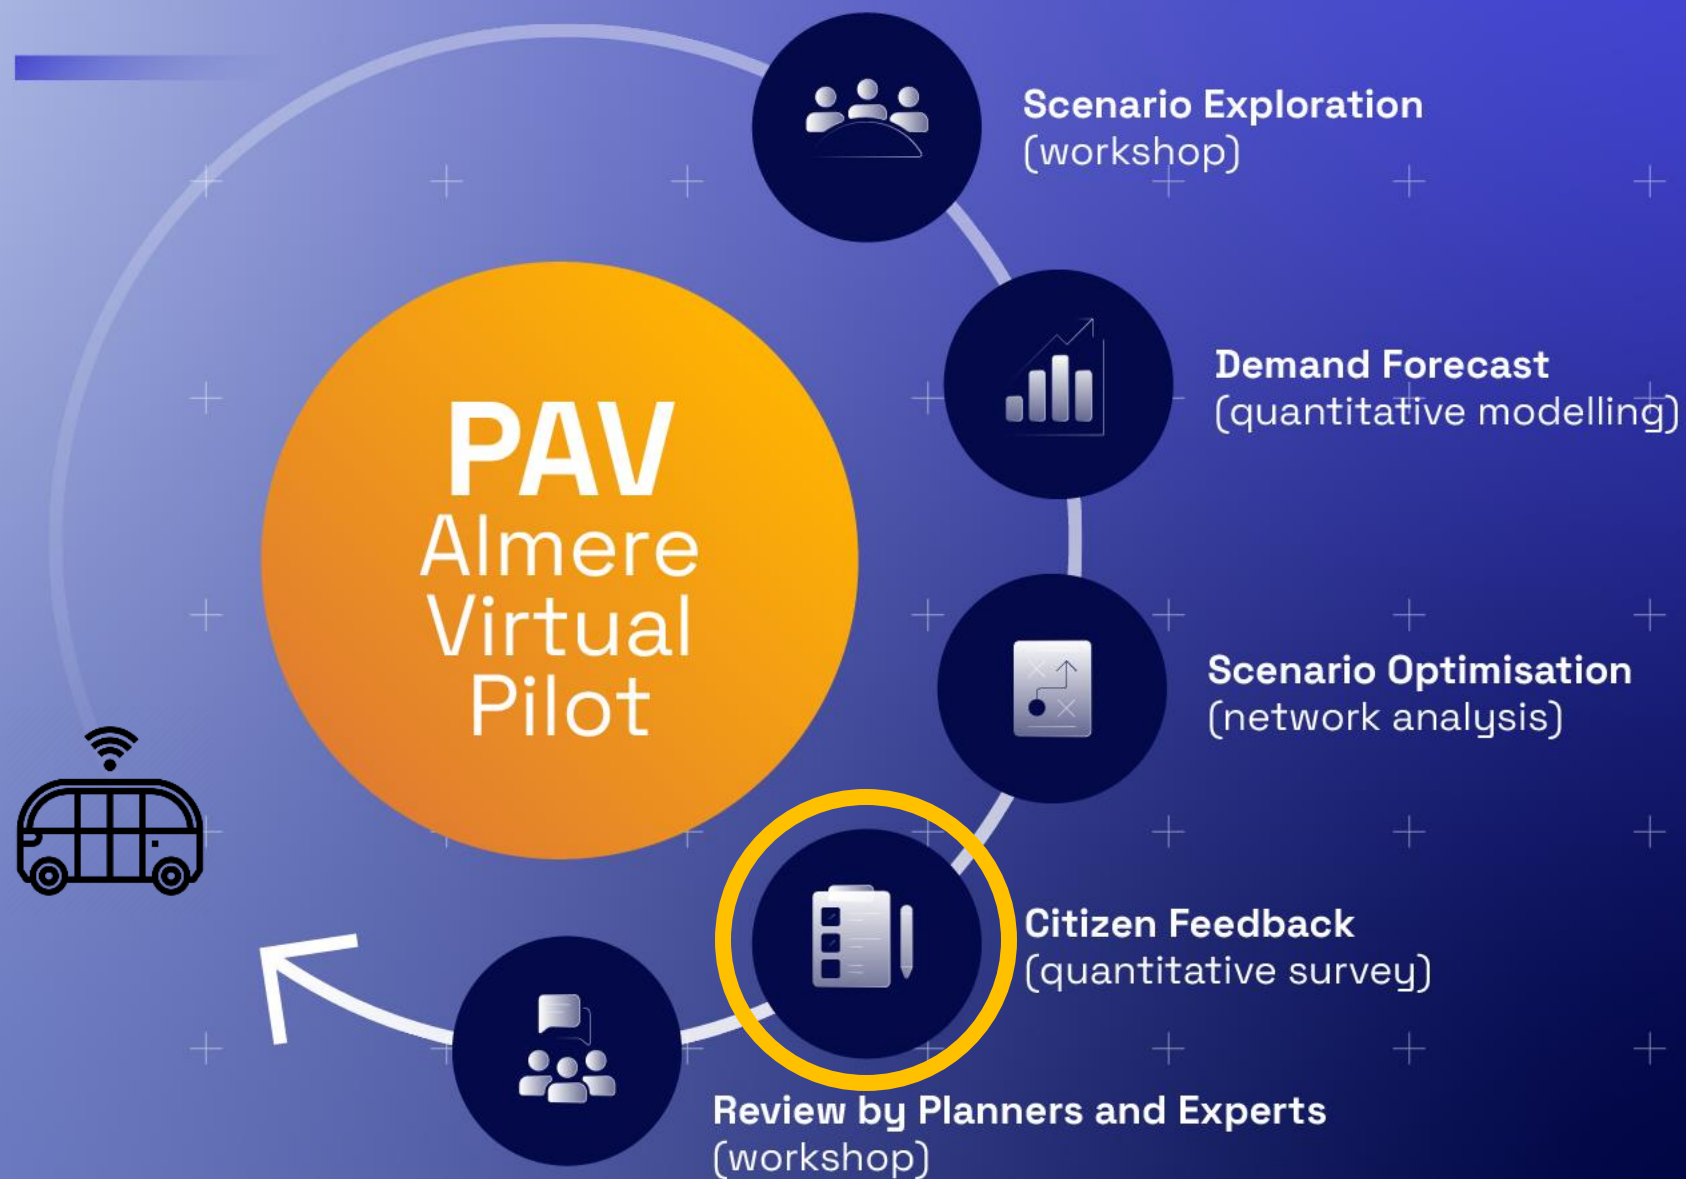 PAV
Almere
Virtual
Pilot
Scenario Exploration
(workshop)
Demand Forecast
(quantitative modelling)
Scenario Optimisation
(network analysis)
Citizen Feedback
(quantitative survey)
Review by Planners and Experts
(workshop)